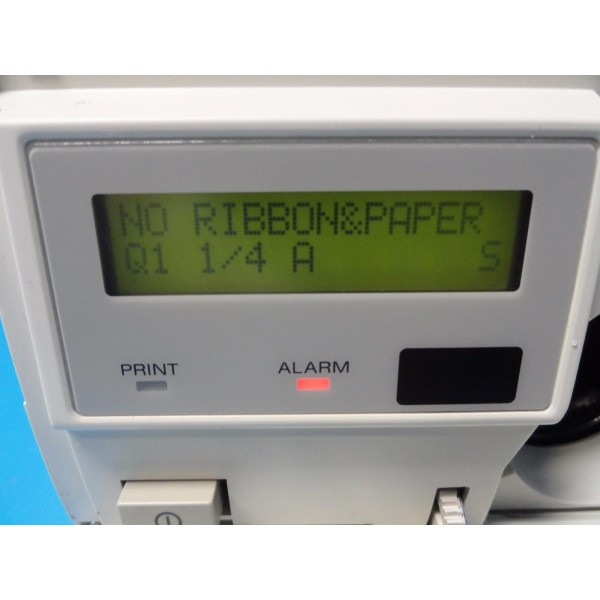 NO RIBBON&PAPER
Q1 1/4 A S
PRINT ALARM